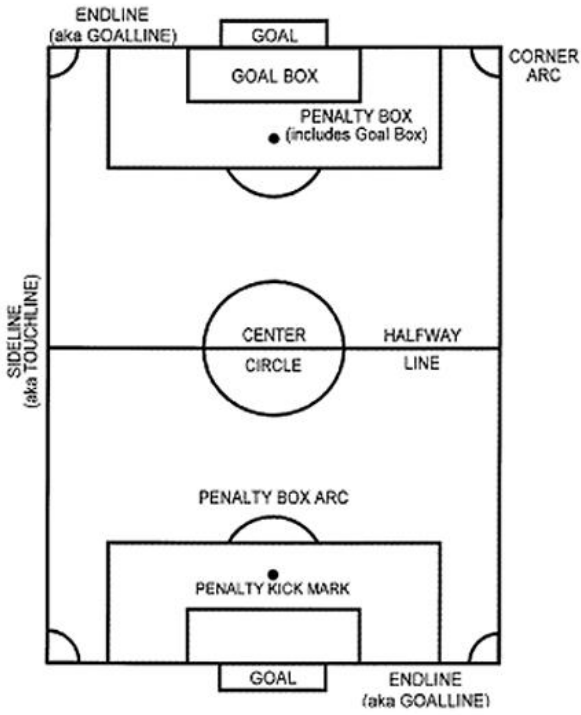 ENDLINE
(aka GOALLINE)
GOAL
CORNER
ARC
GOAL BOX
PENALTY BOX
(includes Goal Box)
SIDELINE
(aka TOUCHLINE)
CENTER
CIRCLE
HALFWAY
LINE
PENALTY BOX ARC
PENALTY KICK MARK
GOAL
ENDLINE
(aka GOALLINE)